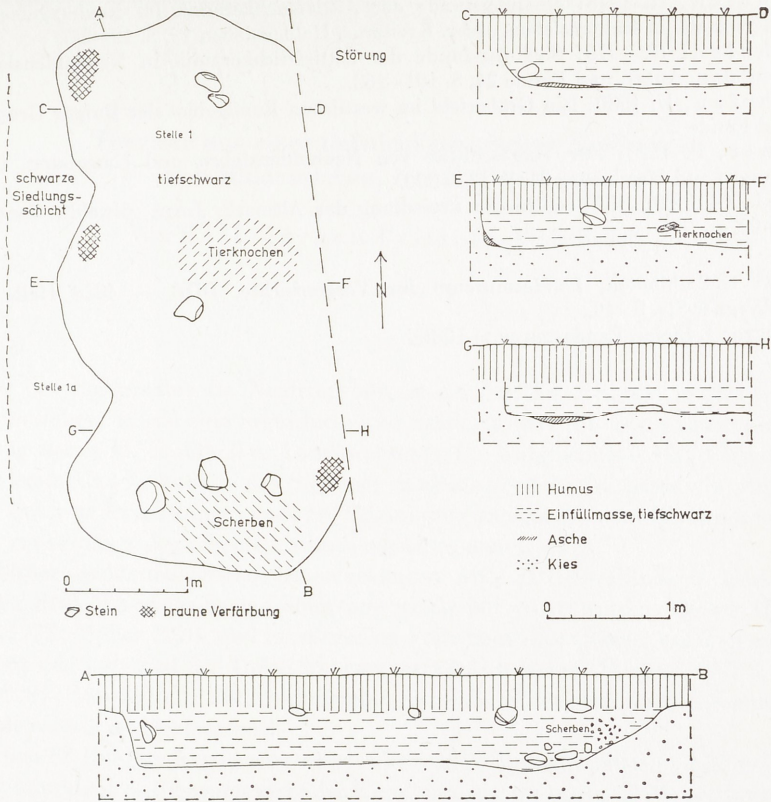 A
Störung
C
D
Stelle 1
schwarze
Siedlungs-
schicht
tiefschwarz
Tierknochen
E
F
N
Stelle 1a
G
H
Scherben
B
0 1m
Stein braune Verfärbung
C D
E F
Tierknochen
G H
Humus
Einfüllmasse, tiefschwarz
Asche
Kies
0 1m
A B
Scherben